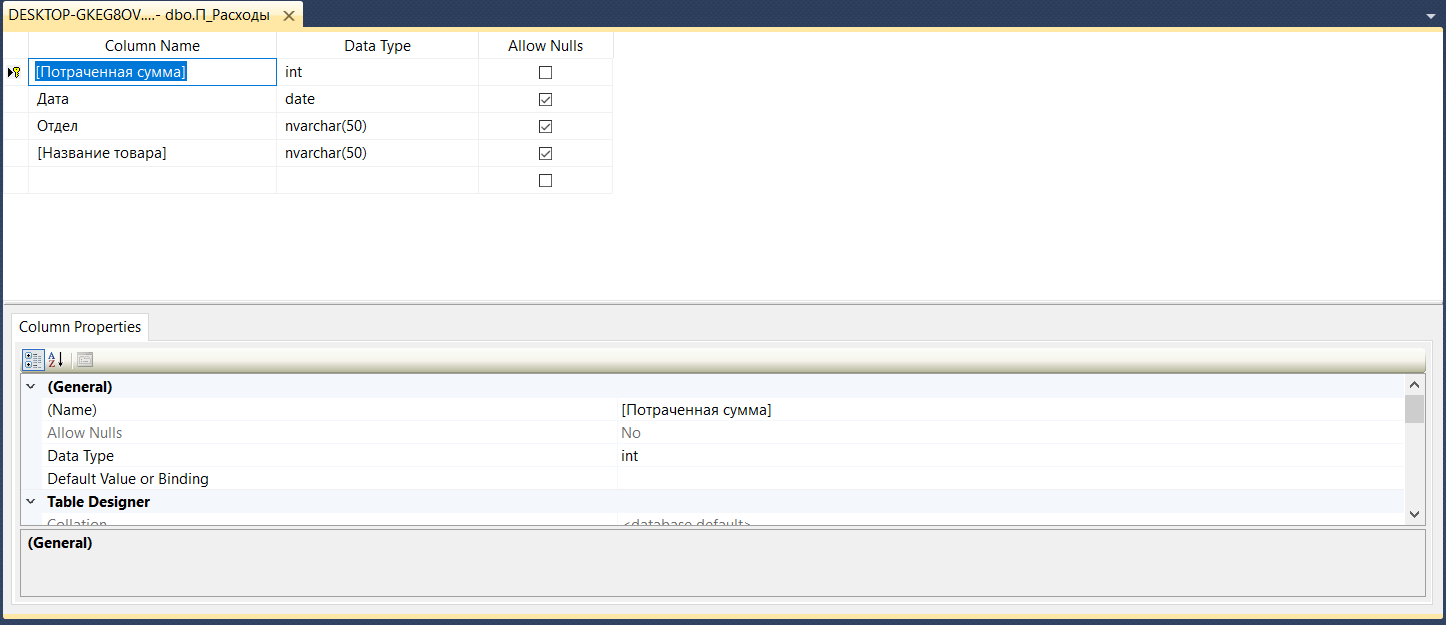 DESKTOP-GKEG8OV....- dbo.П_Расходы
Column Name Data Type Allow Nulls
[Потраченная сумма] int
Дата date
Отдел nvarchar(50)
[Название товара] nvarchar(50)
Column Properties
(General)
(Name) [Потраченная сумма]
Allow Nulls No
Data Type int
Default Value or Binding
Table Designer
Collation <database default>
(General)